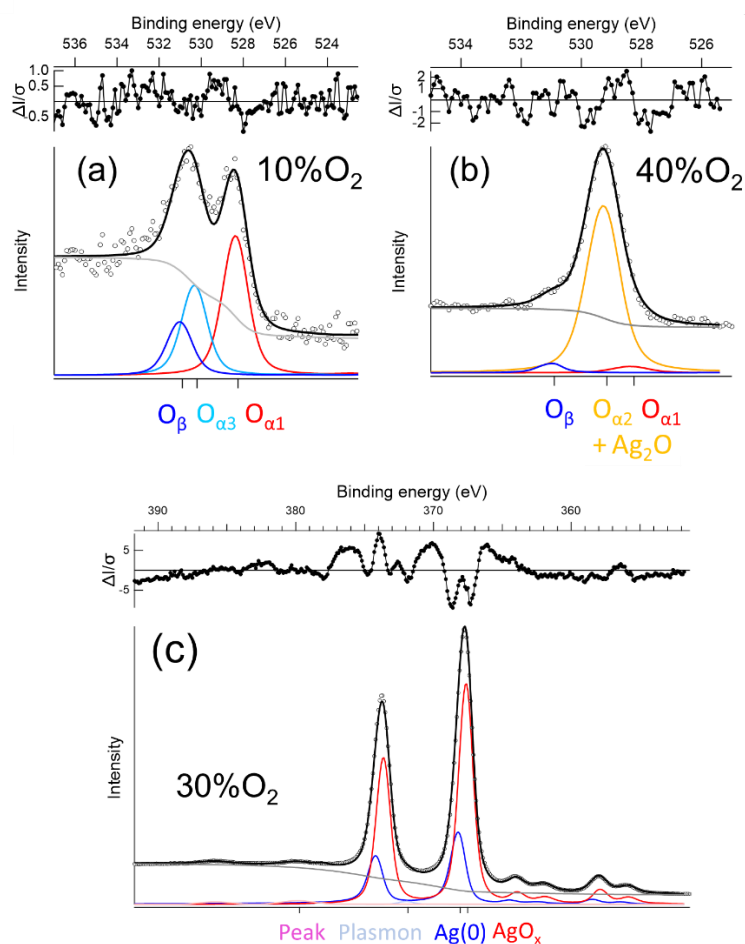 Binding energy (eV)
536 534 532 530 528 526 524
1.0
0.5
-0.5
ΔI/σ
(a) 10%O₂
Intensity
Oβ Oα3 Oα1
Binding energy (eV)
534 532 530 528 526
2
1
-1
-2
ΔI/σ
(b) 40%O₂
Intensity
Oβ Oα2 Oα1
+ Ag₂O
Binding energy (eV)
390 380 370 360
5
-5
ΔI/σ
(c)
30%O₂
Intensity
Peak Plasmon Ag(0) AgOₓ